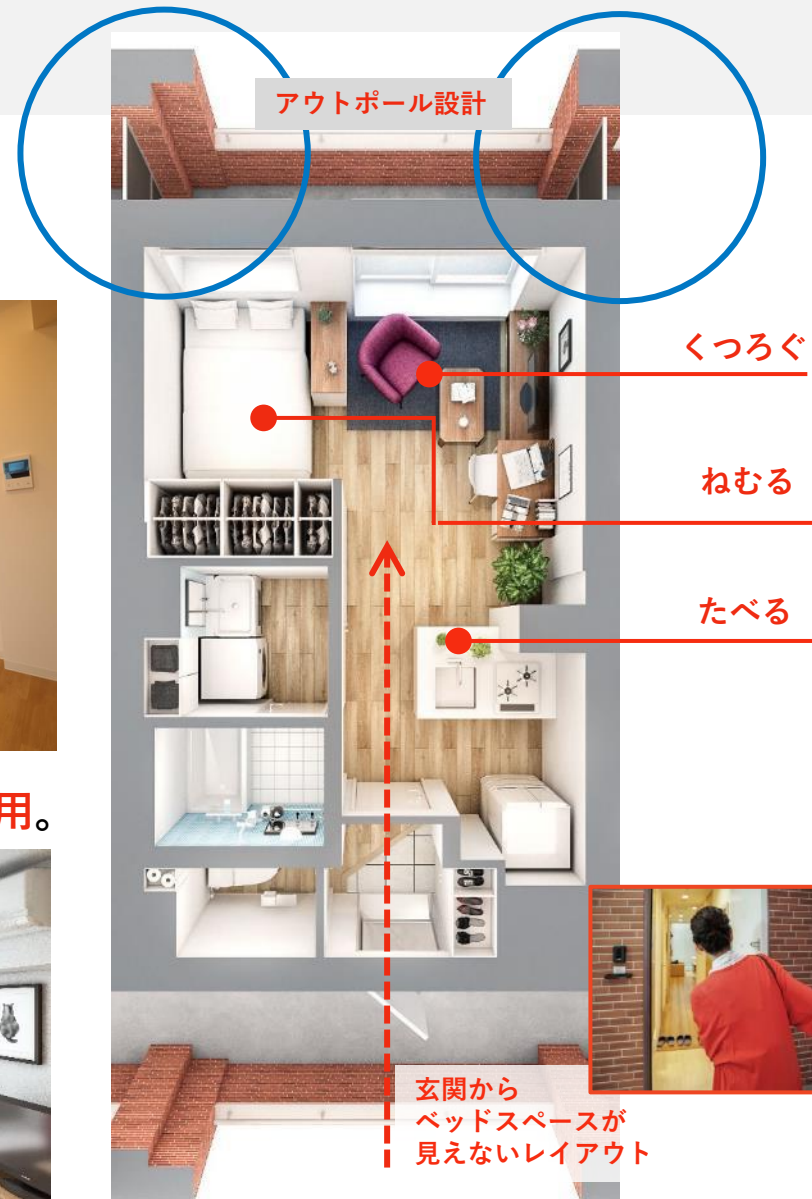 アウトポール設計
くつろぐ
ねむる
たべる
用。
玄関から
ベッドスペースが
見えないレイアウト